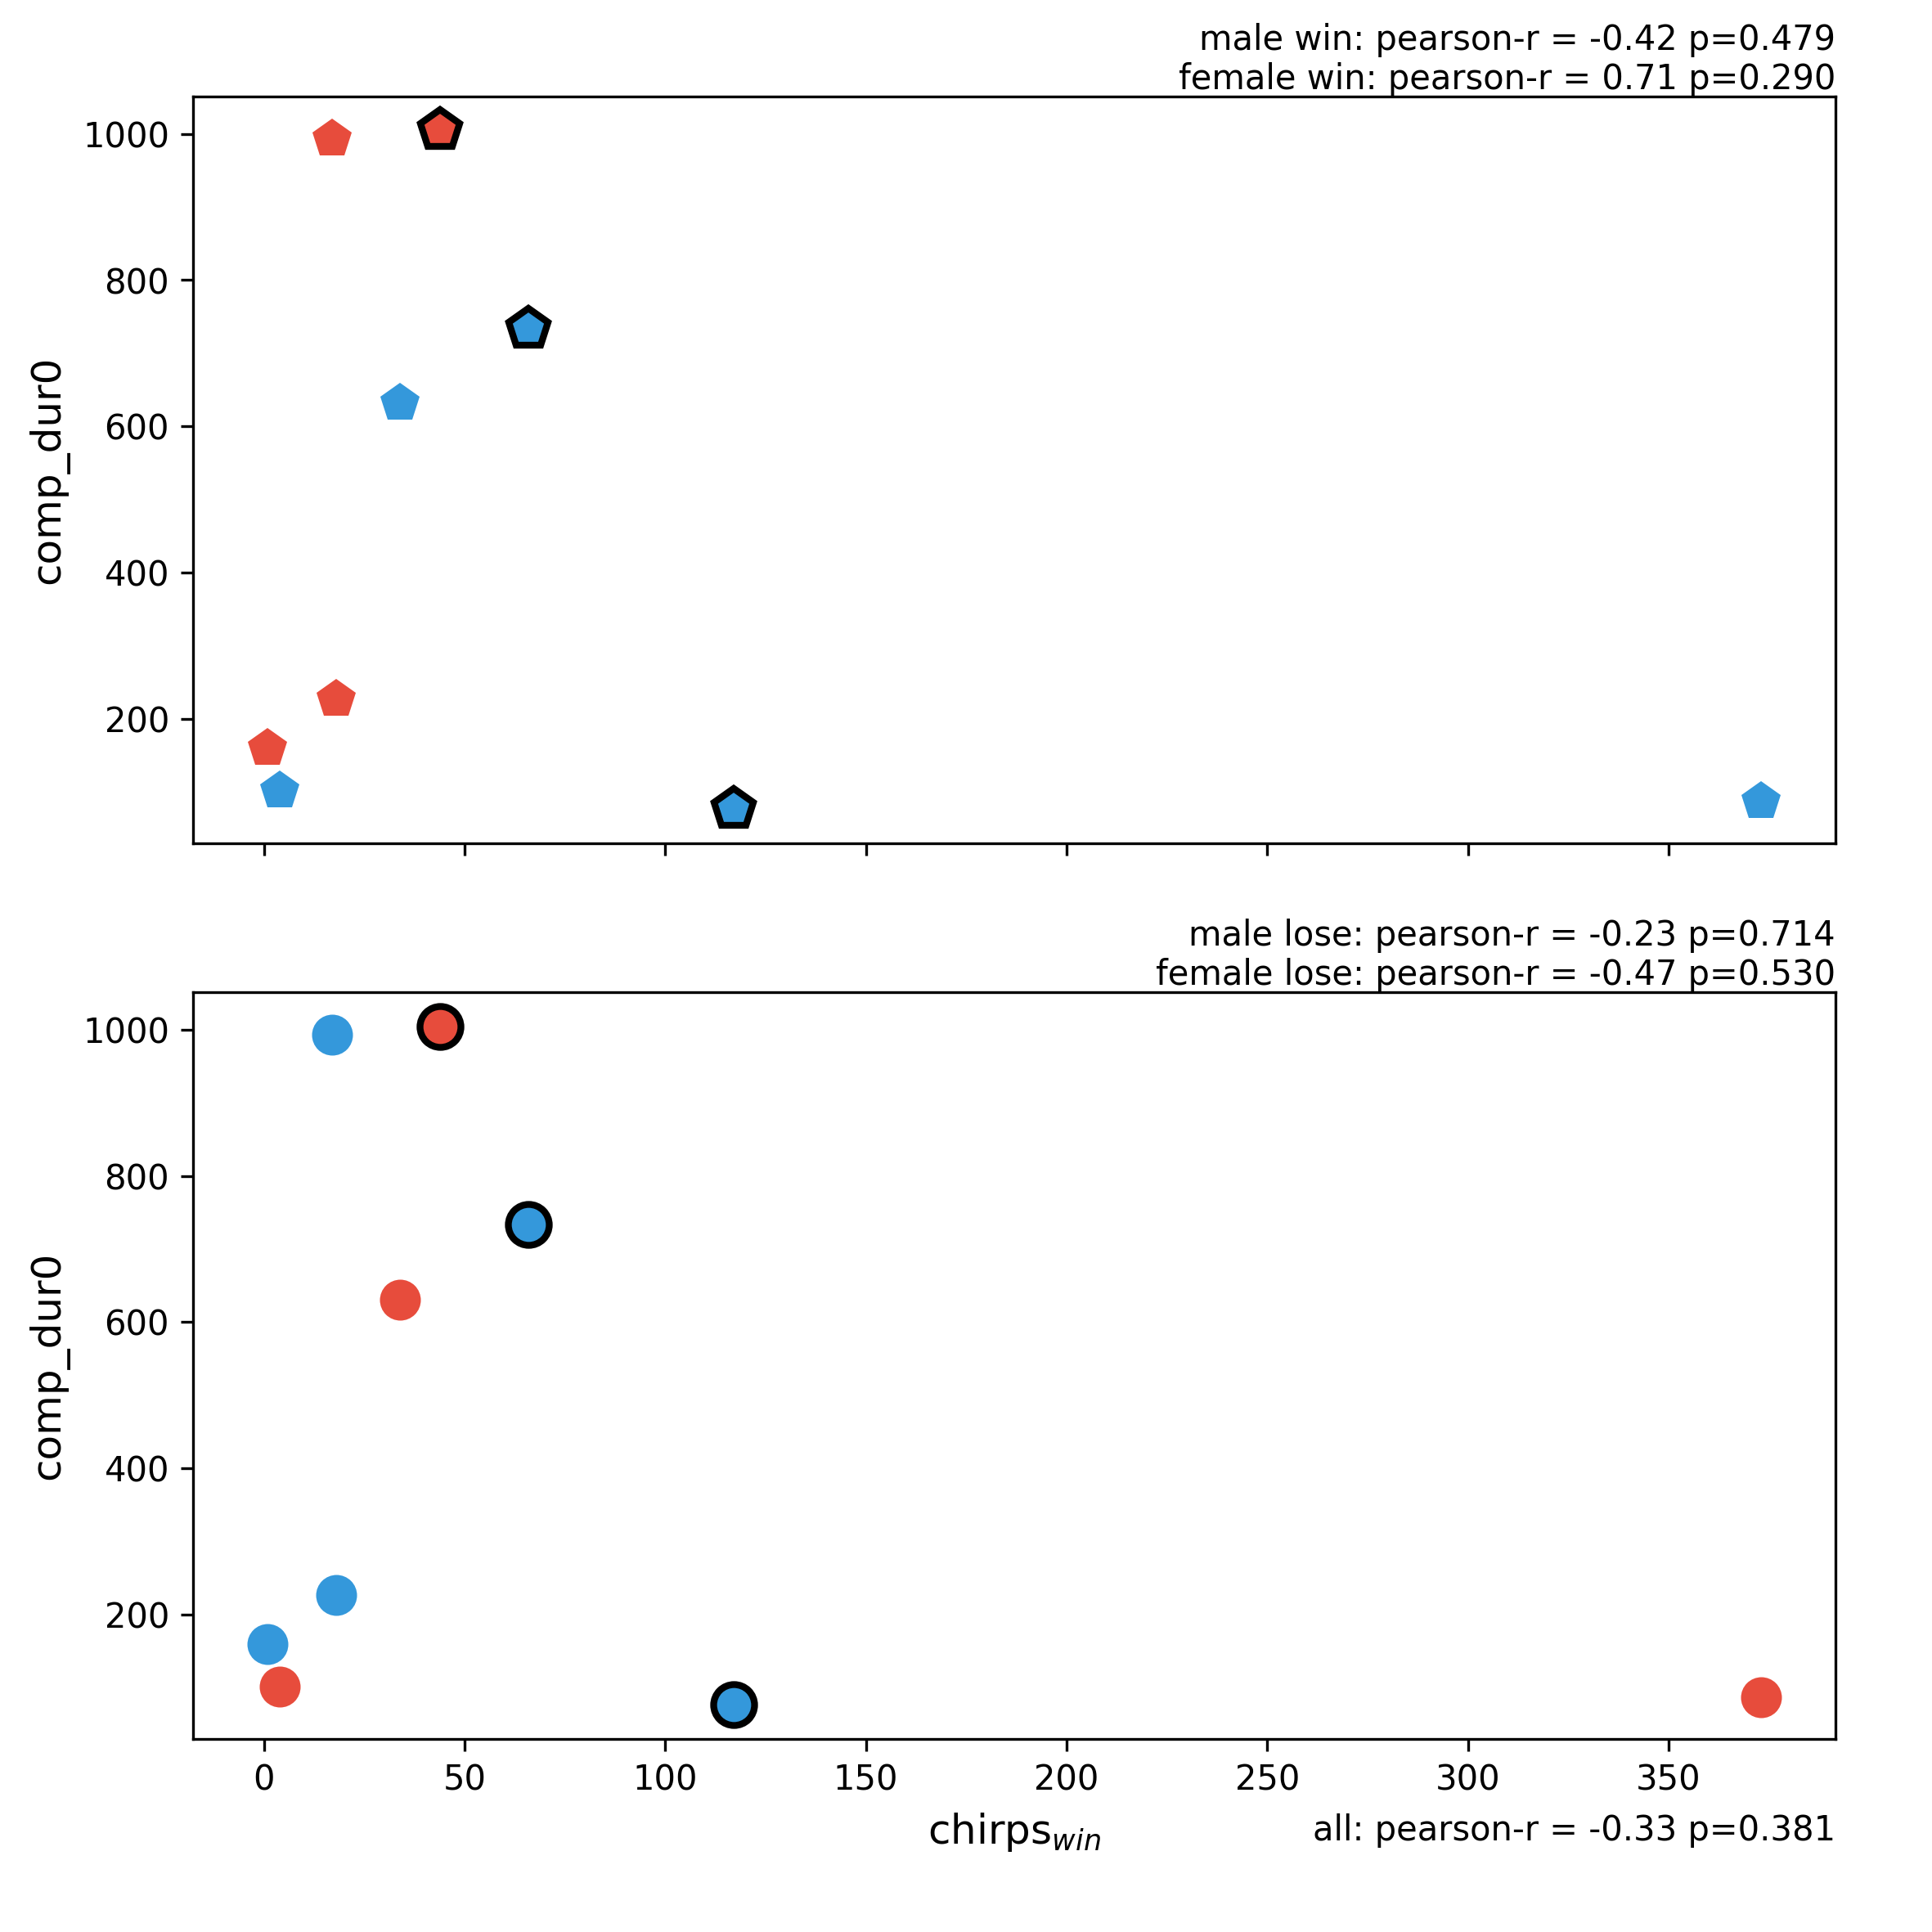 male win: pearson-r = -0.42 p=0.479
female win: pearson-r = 0.71 p=0.290
1000
800
600
400
200
comp_dur0
male lose: pearson-r = -0.23 p=0.714
female lose: pearson-r = -0.47 p=0.530
1000
800
600
400
200
comp_dur0
0 50 100 150 200 250 300 350
chirps_win
all: pearson-r = -0.33 p=0.381